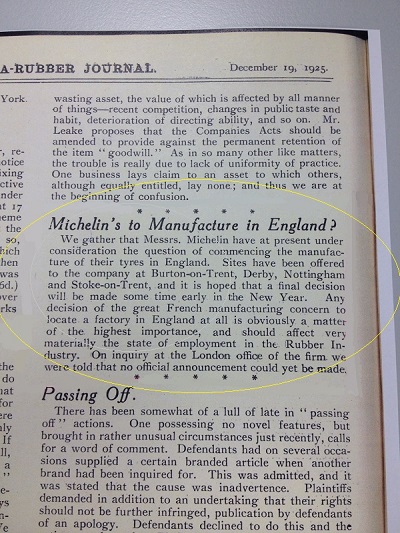 A-RUBBER JOURNAL.
December 19, 1925.
York.
wasting asset, the value of which is affected by all manner
of things—recent competition, changes in public taste and
habit, deterioration of directing ability, and so on. Mr.
Leake proposes that the Companies Acts should be
amended to provide against the permanent retention of
the item "goodwill." As in so many other like matters,
the trouble is really due to lack of uniformity of practice.
One business lays claim to an asset to which others,
although equally entitled, lay none; and thus we are at
the beginning of confusion.
* * * * *
Michelin's to Manufacture in England?
We gather that Messrs. Michelin have at present under
consideration the question of commencing the manufac-
ture of their tyres in England. Sites have been offered
to the company at Burton-on-Trent, Derby, Nottingham
and Stoke-on-Trent, and it is hoped that a final decision
will be made some time early in the New Year. Any
decision of the great French manufacturing concern to
locate a factory in England at all is obviously a matter
of the highest importance, and should affect very
materially the state of employment in the Rubber In-
dustry. On inquiry at the London office of the firm we
were told that no official announcement could yet be made.
* * * * *
Passing Off.
There has been somewhat of a lull of late in "passing
off" actions. One possessing no novel features, but
brought in rather unusual circumstances just recently, calls
for a word of comment. Defendants had on several occa-
sions supplied a certain branded article when another
brand had been inquired for. This was admitted, and it
was stated that the cause was inadvertence. Plaintiffs
demanded in addition to an undertaking that their rights
should not be further infringed, publication by defendants
of an apology. Defendants declined to do this and the